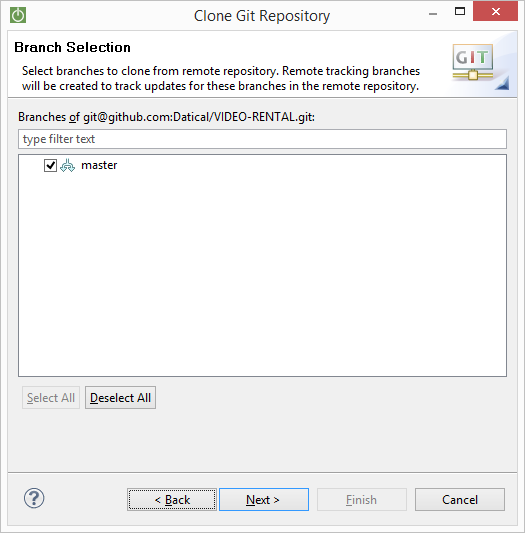 Clone Git Repository
Branch Selection
Select branches to clone from remote repository. Remote tracking branches
will be created to track updates for these branches in the remote repository.
GIT
Branches of git@github.com:Datical/VIDEO-RENTAL.git:
type filter text
master
Select All Deselect All
? < Back Next > Finish Cancel